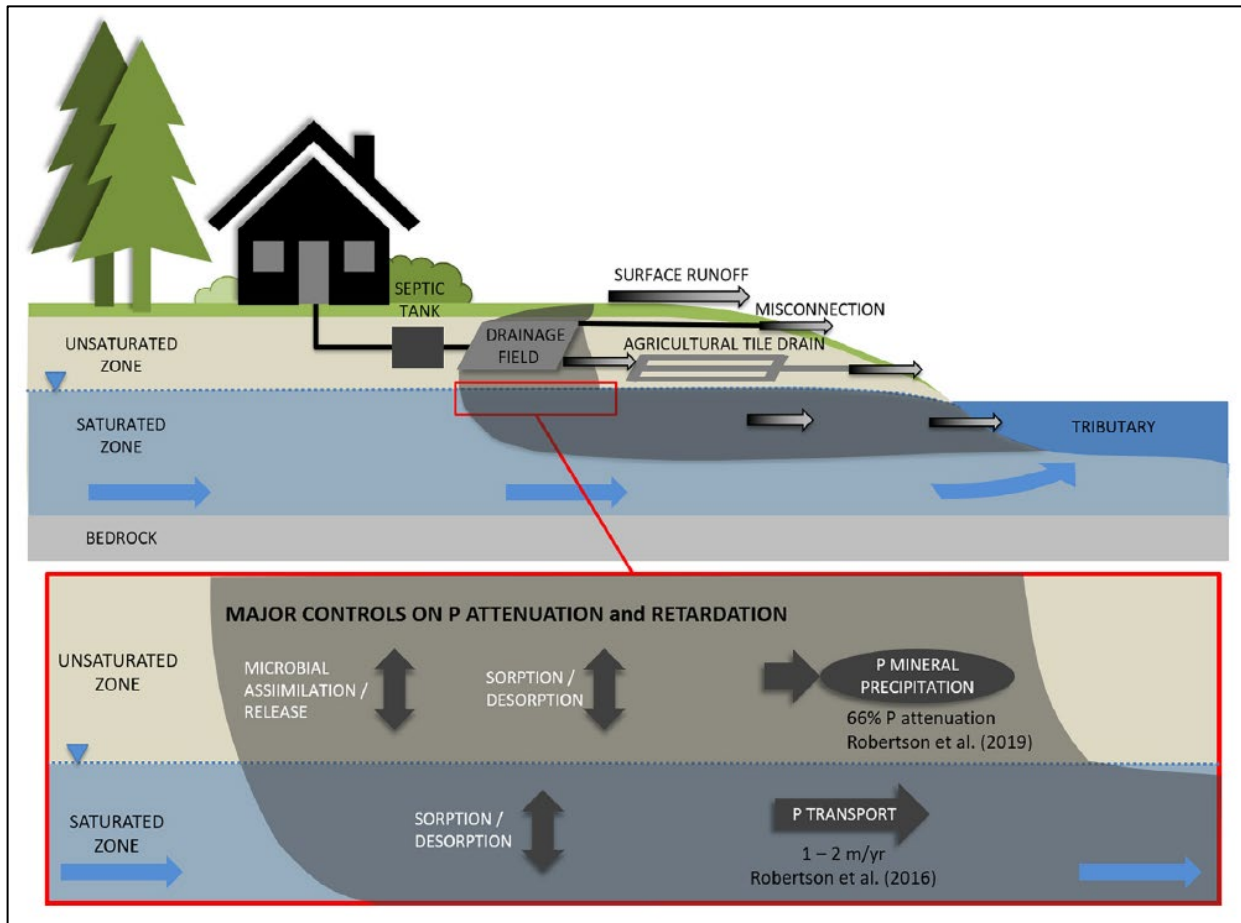 SURFACE RUNOFF
SEPTIC
TANK
MISCONNECTION
UNSATURATED
ZONE
DRAINAGE
FIELD
AGRICULTURAL TILE DRAIN
SATURATED
ZONE
TRIBUTARY
BEDROCK
MAJOR CONTROLS ON P ATTENUATION and RETARDATION
UNSATURATED
ZONE
MICROBIAL
ASSIIMILATION /
RELEASE
SORPTION /
DESORPTION
P MINERAL
PRECIPITATION
66% P attenuation
Robertson et al. (2019)
SATURATED
ZONE
SORPTION /
DESORPTION
P TRANSPORT
1 – 2 m/yr
Robertson et al. (2016)